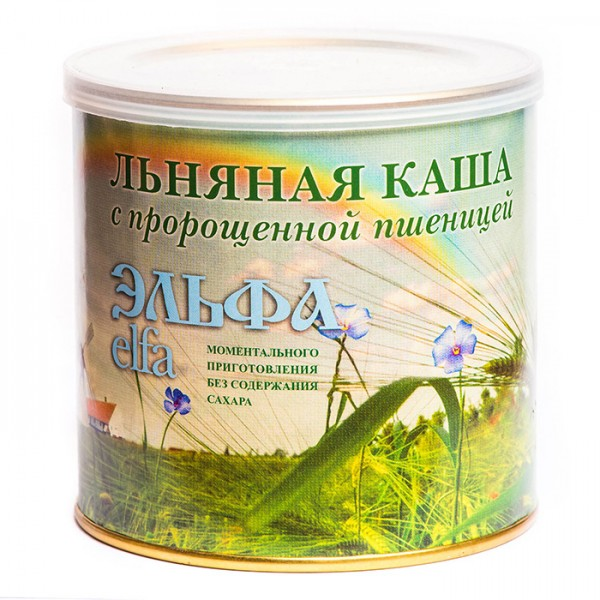 ЛЬНЯНАЯ КАША
с пророщенной пшеницей
ЭЛЬФА
elfa
МОМЕНТАЛЬНОГО
ПРИГОТОВЛЕНИЯ
БЕЗ СОДЕРЖАНИЯ
САХАРА